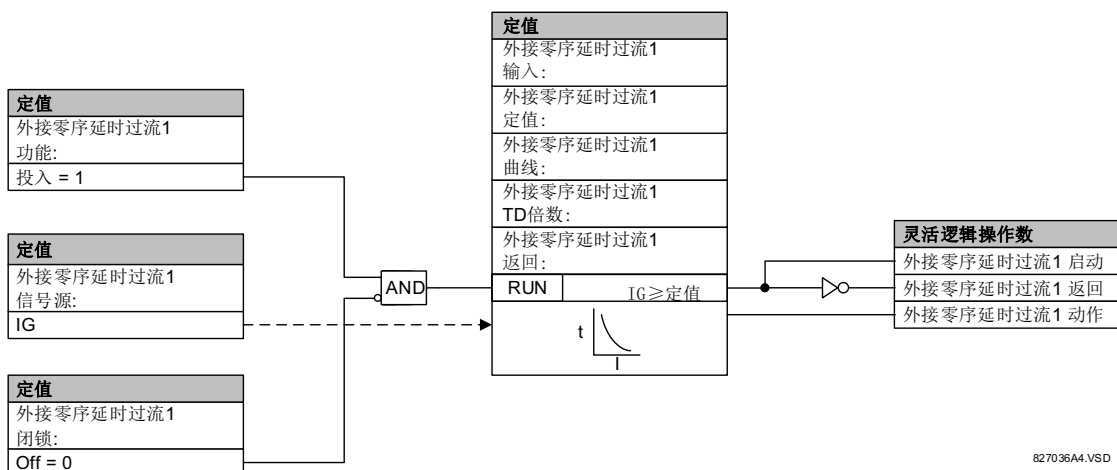 定值
外接零序延时过流1
功能:
投入 = 1
定值
外接零序延时过流1
信号源:
IG
定值
外接零序延时过流1
闭锁:
Off = 0
AND
定值
外接零序延时过流1
输入:
外接零序延时过流1
定值:
外接零序延时过流1
曲线:
外接零序延时过流1
TD倍数:
外接零序延时过流1
返回:
RUN
IG≥定值
t
I
灵活逻辑操作数
外接零序延时过流1 启动
外接零序延时过流1 返回
外接零序延时过流1 动作
827036A4.VSD